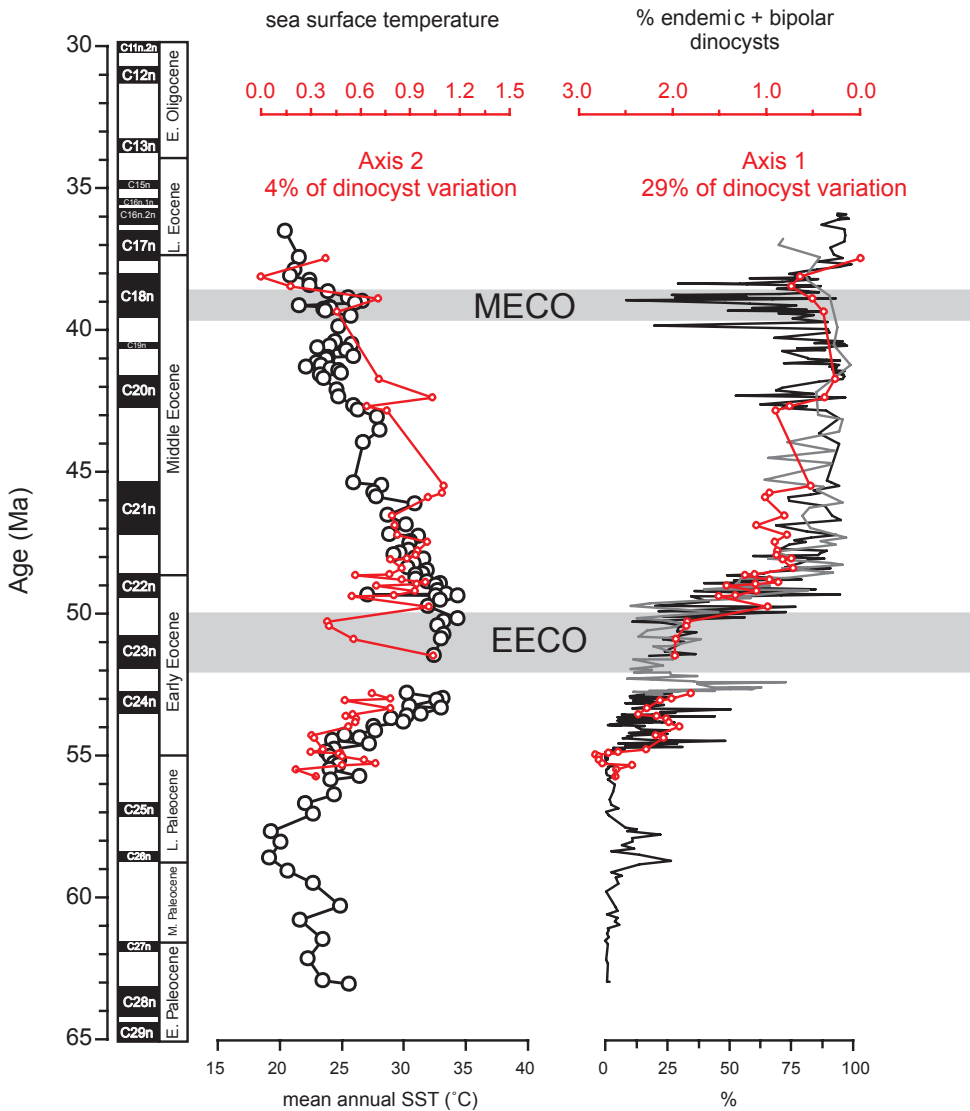 sea surface temperature
% endemic + bipolar
dinocysts
0.0 0.3 0.6 0.9 1.2 1.5
3.0 2.0 1.0 0.0
Axis 2
4% of dinocyst variation
Axis 1
29% of dinocyst variation
Age (Ma)
30
35
40
45
50
55
60
65
C11n.2n
C12n
C13n
C15n
C16n.1n
C16n.2n
C17n
C18n
C19n
C20n
C21n
C22n
C23n
C24n
C25n
C26n
C27n
C28n
C29n
E. Oligocene
L. Eocene
Middle Eocene
Early Eocene
L. Paleocene
M. Paleocene
E. Paleocene
MECO
EECO
15 20 25 30 35 40
mean annual SST (°C)
0 25 50 75 100
%